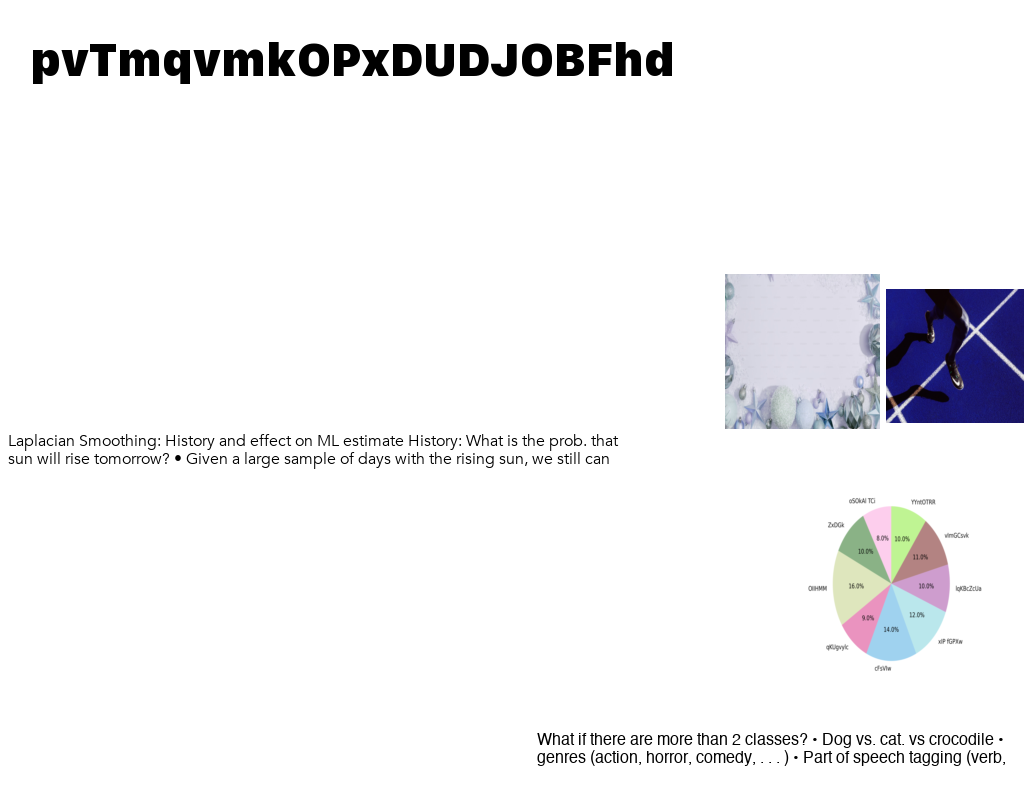 pvTmqvmkOPxDUDJOBFhd
Laplacian Smoothing: History and effect on ML estimate History: What is the prob. that
sun will rise tomorrow? • Given a large sample of days with the rising sun, we still can
oSOkAI TCi
YYntOTRR
ZxOGk
vImGCsvk
8.0%
10.0%
10.0%
11.0%
OIIHMM
16.0%
10.0%
IqKBcZcUa
9.0%
12.0%
14.0%
qKUgvylc
xIP fGPXw
cFsVIw
What if there are more than 2 classes? • Dog vs. cat. vs crocodile •
genres (action, horror, comedy, . . . ) • Part of speech tagging (verb,